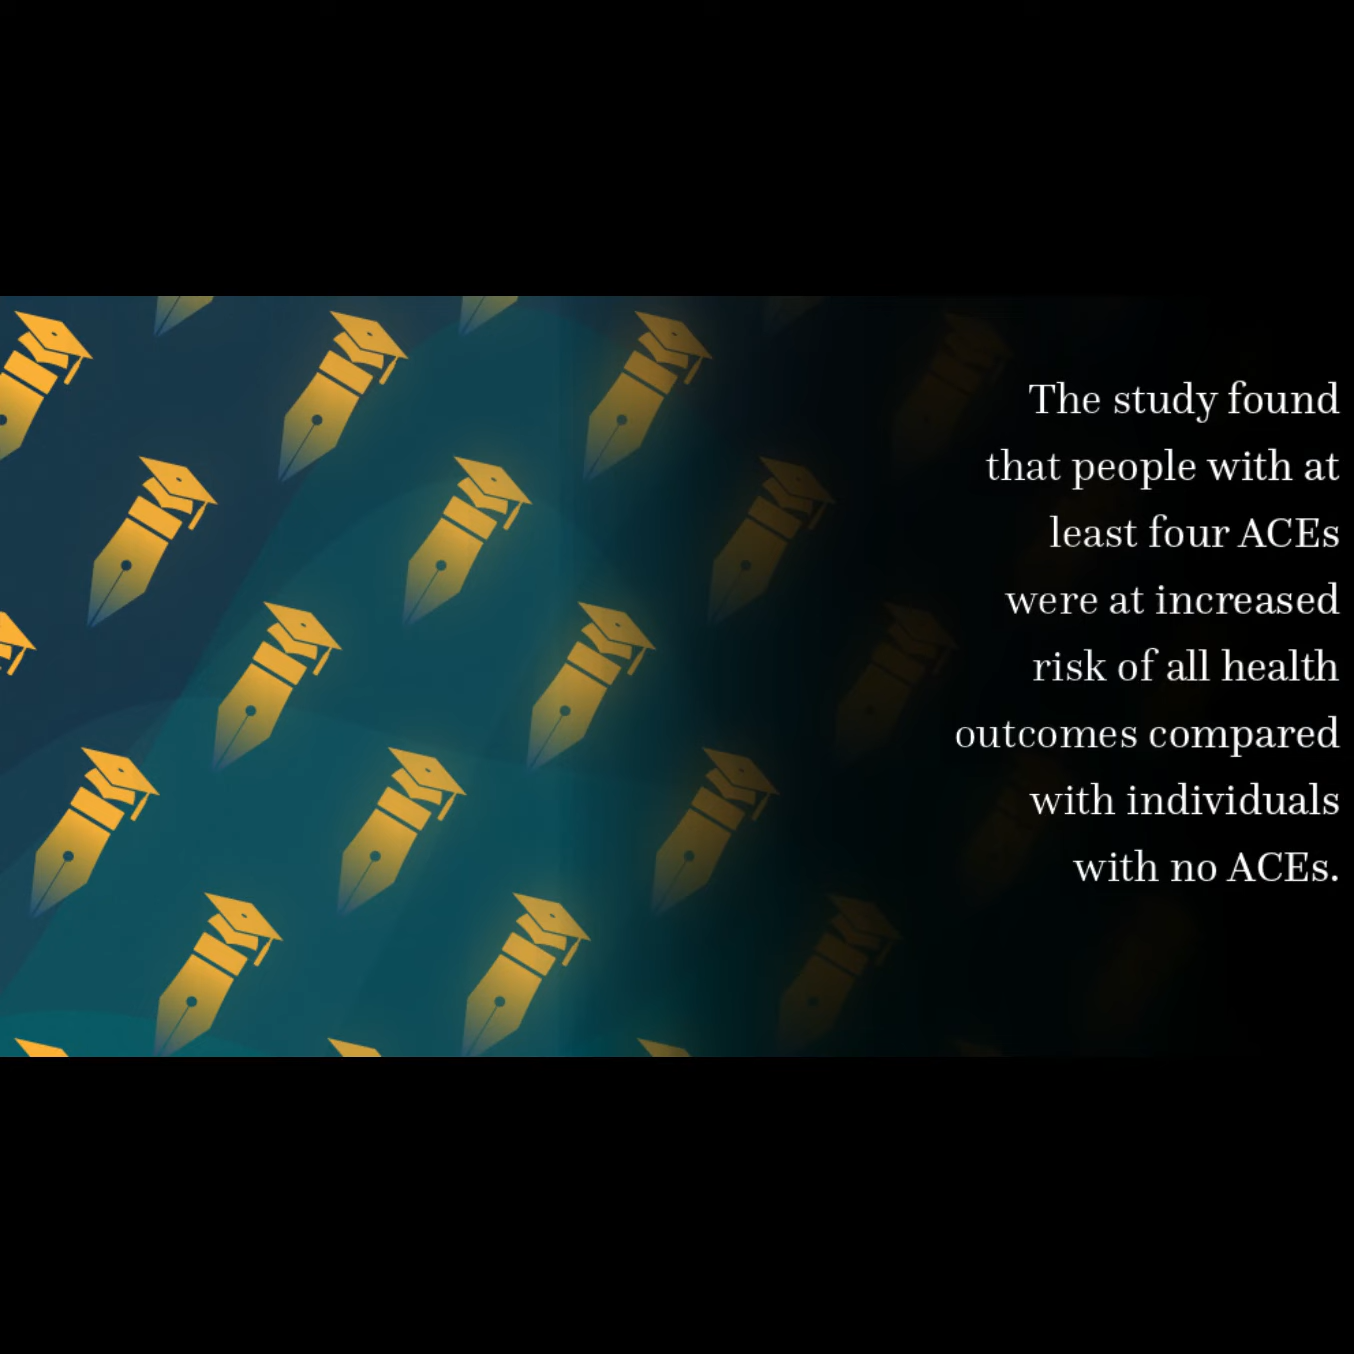 The study found
that people with at
least four ACEs
were at increased
risk of all health
outcomes compared
with individuals
with no ACEs.